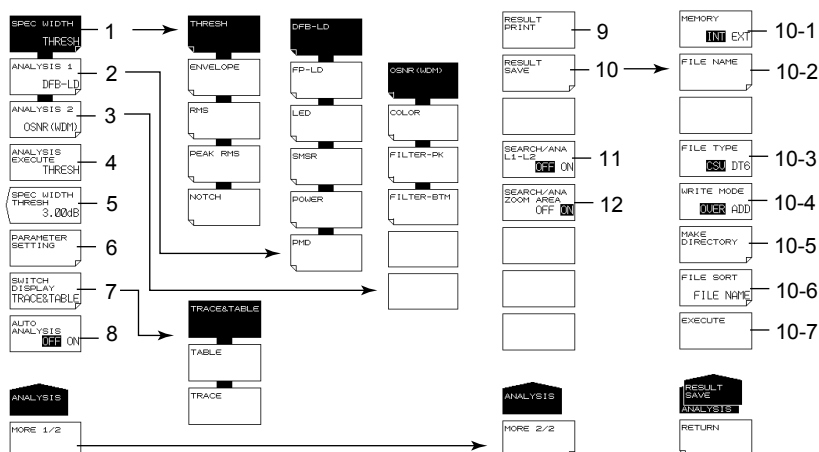 SPEC WIDTH
THRESH
1
ANALYSIS 1
DFB-LD
2
ANALYSIS 2
OSNR(WDM)
3
ANALYSIS
EXECUTE
THRESH
4
SPEC WIDTH
THRESH
3.00dB
5
PARAMETER
SETTING
6
SWITCH
DISPLAY
TRACE&TABLE
7
AUTO
ANALYSIS
OFF ON
8
ANALYSIS
MORE 1/2
THRESH
ENVELOPE
RMS
PEAK RMS
NOTCH
TRACE&TABLE
TABLE
TRACE
DFB-LD
FP-LD
LED
SMSR
POWER
PMD
OSNR(WDM)
COLOR
FILTER-PK
FILTER-BTM
RESULT
PRINT
9
RESULT
SAVE
10
SEARCH/ANA
L1-L2
OFF ON
11
SEARCH/ANA
ZOOM AREA
OFF ON
12
ANALYSIS
MORE 2/2
MEMORY
INT EXT
10-1
FILE NAME
10-2
FILE TYPE
CSV DT6
10-3
WRITE MODE
OVER ADD
10-4
MAKE
DIRECTORY
10-5
FILE SORT
FILE NAME
10-6
EXECUTE
10-7
RESULT
SAVE
ANALYSIS
RETURN